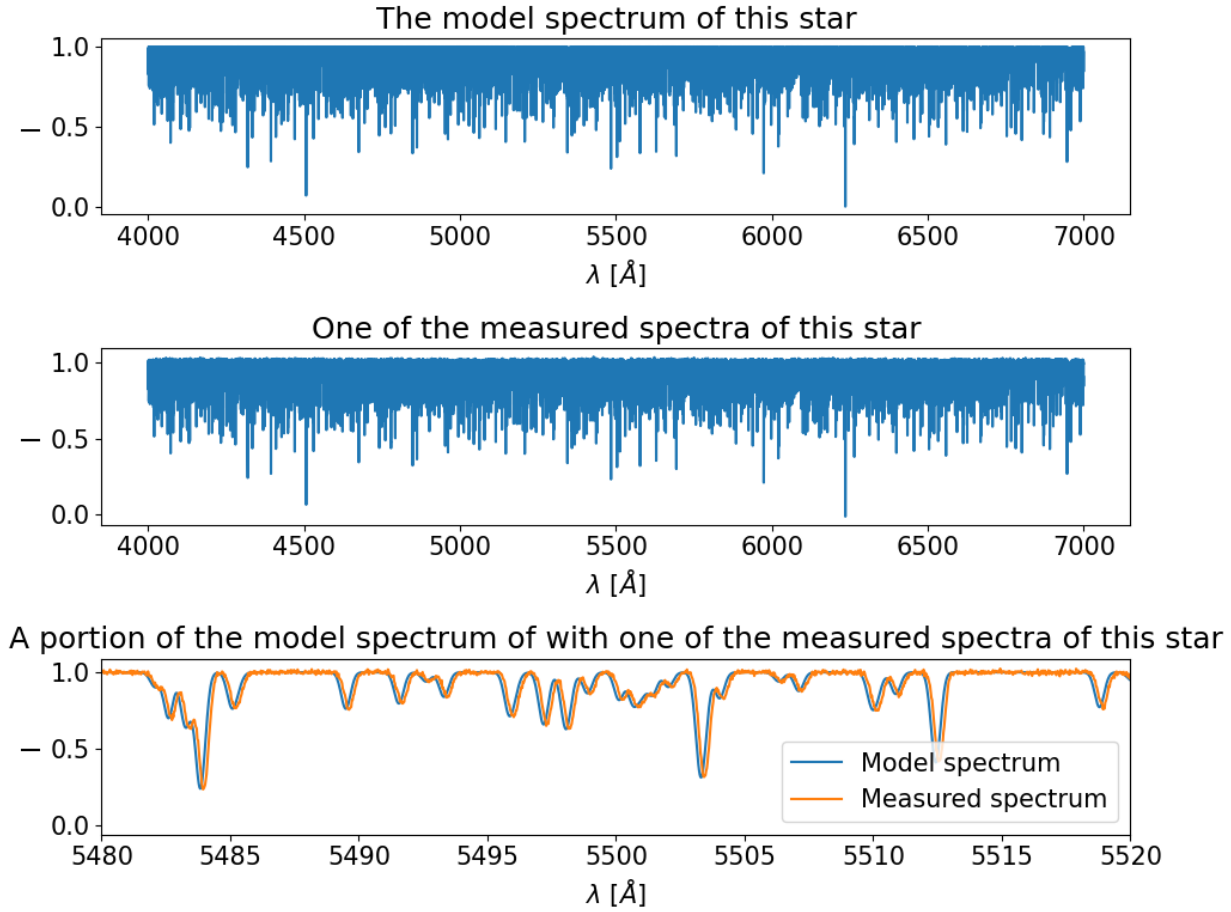 The model spectrum of this star
1.0
0.5
0.0
I
4000 4500 5000 5500 6000 6500 7000
λ [Å]
One of the measured spectra of this star
1.0
0.5
0.0
I
4000 4500 5000 5500 6000 6500 7000
λ [Å]
A portion of the model spectrum of with one of the measured spectra of this star
1.0
0.5
0.0
I
Model spectrum
Measured spectrum
5480 5485 5490 5495 5500 5505 5510 5515 5520
λ [Å]